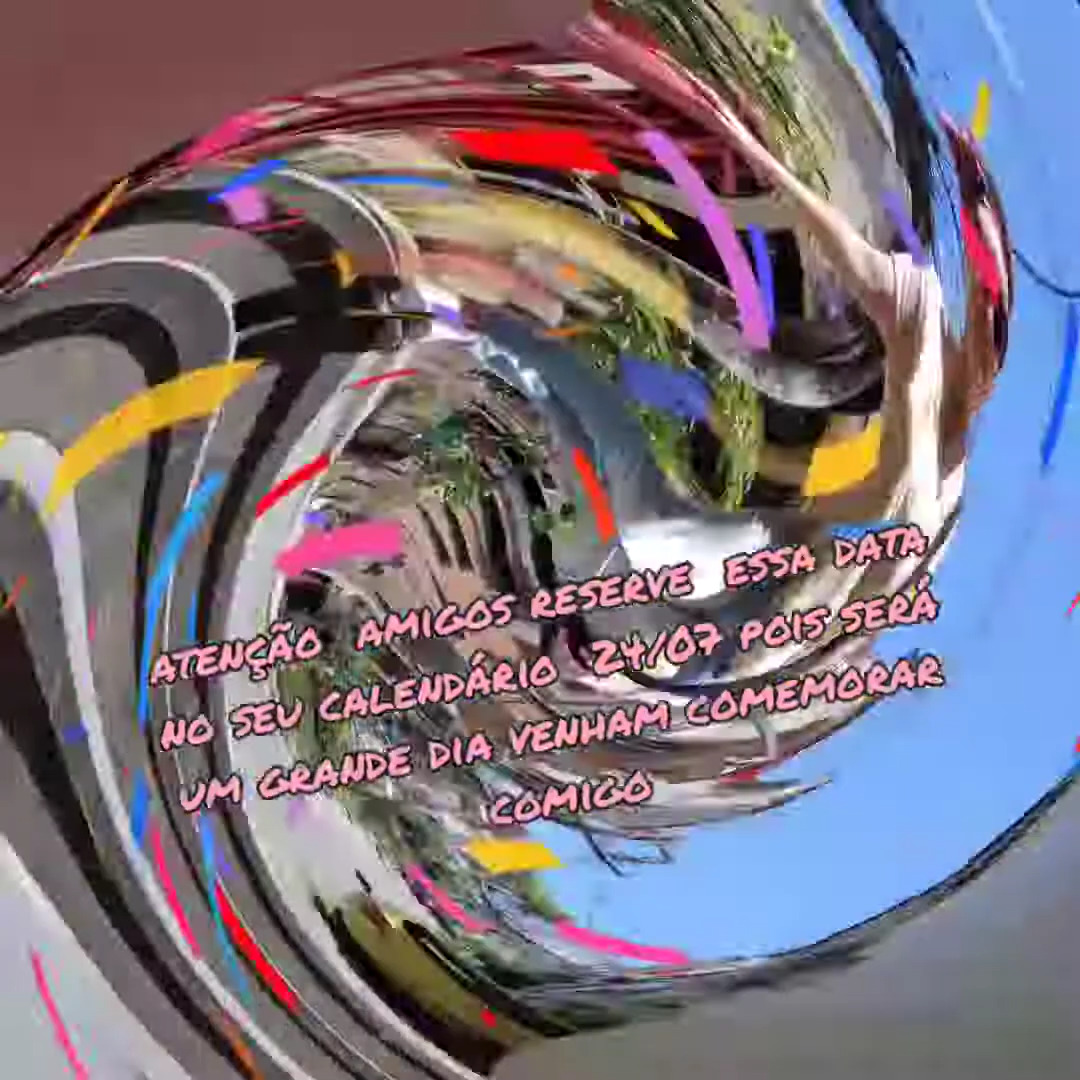 ATENÇÃO AMIGOS RESERVE ESSA DATA
NO SEU CALENDÁRIO 24/07 POIS SERÁ
UM GRANDE DIA VENHAM COMEMORAR
COMIGO